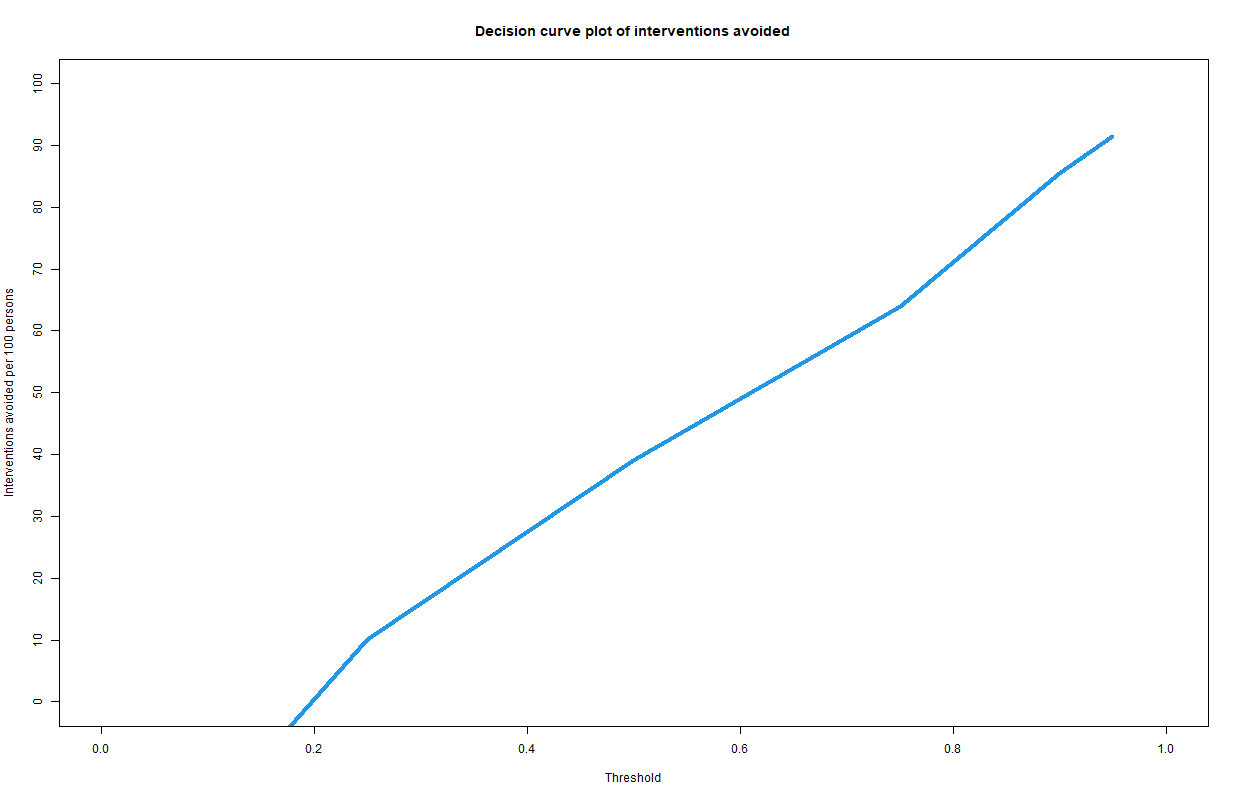 Decision curve plot of interventions avoided
Interventions avoided per 100 persons
100
90
80
70
60
50
40
30
20
10
0
0.0 0.2 0.4 0.6 0.8 1.0
Threshold